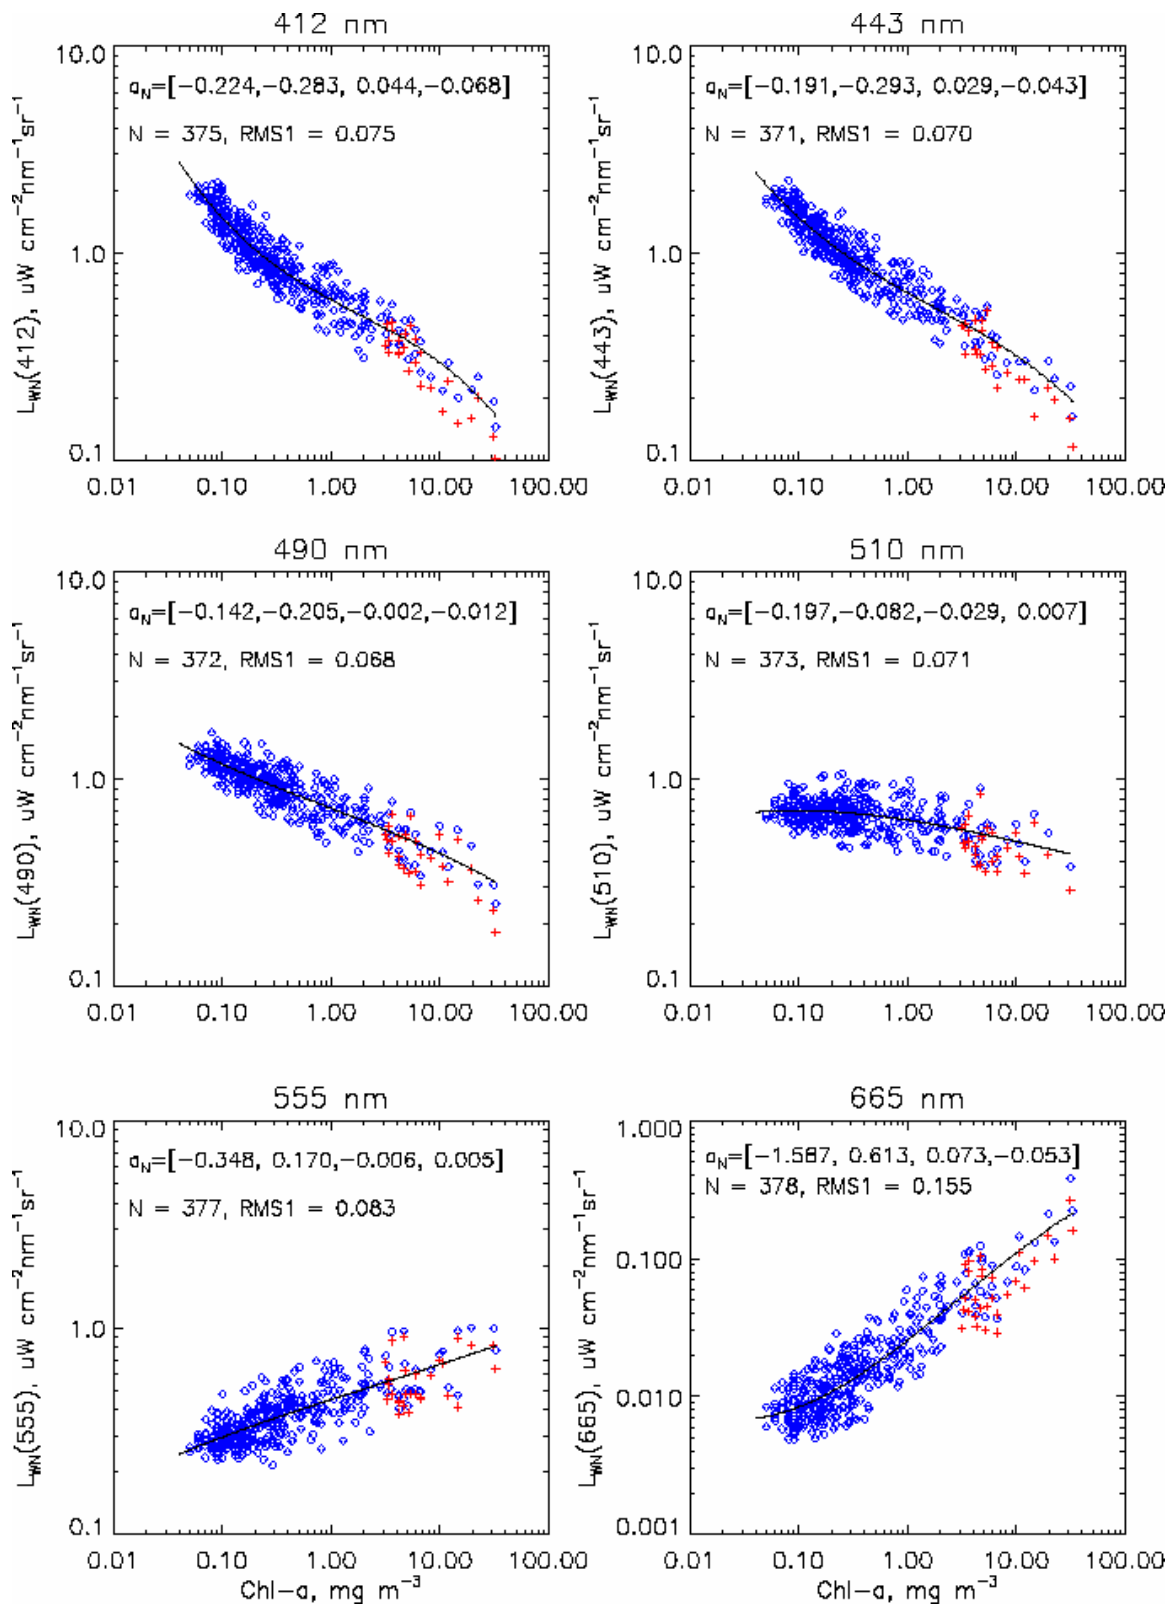 412 nm
443 nm
a_N=[−0.224,−0.283, 0.044,−0.068]
N = 375, RMS1 = 0.075
L_WN(412), uW cm⁻²nm⁻¹sr⁻¹
10.0
1.0
0.1
0.01 0.10 1.00 10.00 100.00
a_N=[−0.191,−0.293, 0.029,−0.043]
N = 371, RMS1 = 0.070
L_WN(443), uW cm⁻²nm⁻¹sr⁻¹
10.0
1.0
0.1
0.01 0.10 1.00 10.00 100.00
490 nm
510 nm
a_N=[−0.142,−0.205,−0.002,−0.012]
N = 372, RMS1 = 0.068
L_WN(490), uW cm⁻²nm⁻¹sr⁻¹
10.0
1.0
0.1
0.01 0.10 1.00 10.00 100.00
a_N=[−0.197,−0.082,−0.029, 0.007]
N = 373, RMS1 = 0.071
L_WN(510), uW cm⁻²nm⁻¹sr⁻¹
10.0
1.0
0.1
0.01 0.10 1.00 10.00 100.00
555 nm
665 nm
a_N=[−0.348, 0.170,−0.006, 0.005]
N = 377, RMS1 = 0.083
L_WN(555), uW cm⁻²nm⁻¹sr⁻¹
10.0
1.0
0.1
0.01 0.10 1.00 10.00 100.00
Chl−a, mg m⁻³
a_N=[−1.587, 0.613, 0.073,−0.053]
N = 378, RMS1 = 0.155
L_WN(665), uW cm⁻²nm⁻¹sr⁻¹
1.000
0.100
0.010
0.001
0.01 0.10 1.00 10.00 100.00
Chl−a, mg m⁻³